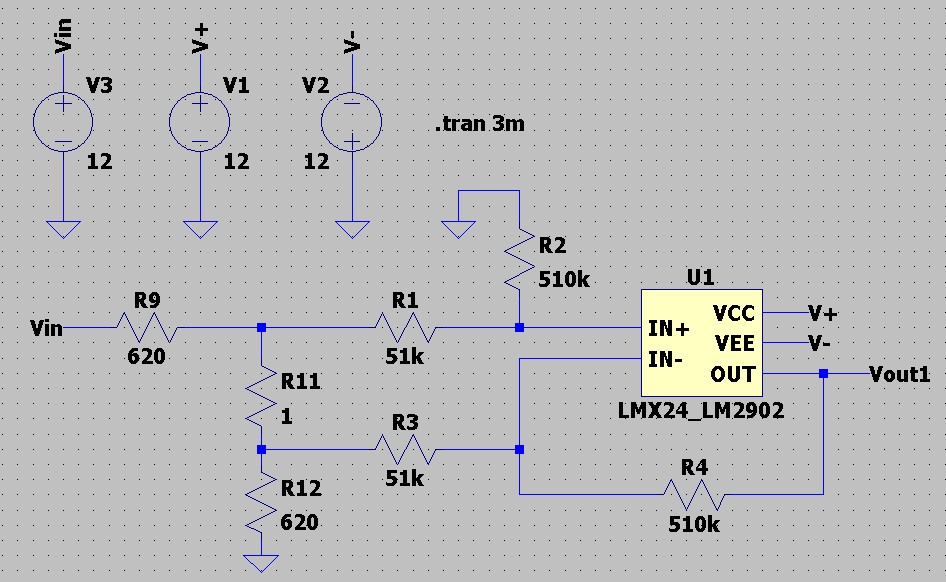 Vin
V+
V-
V3
V1
V2
12
12
12
.tran 3m
R2
510k
U1
R9
R1
Vin
620
51k
IN+
IN-
VCC
VEE
OUT
V+
V-
Vout1
LMX24_LM2902
R11
1
R3
51k
R12
620
R4
510k